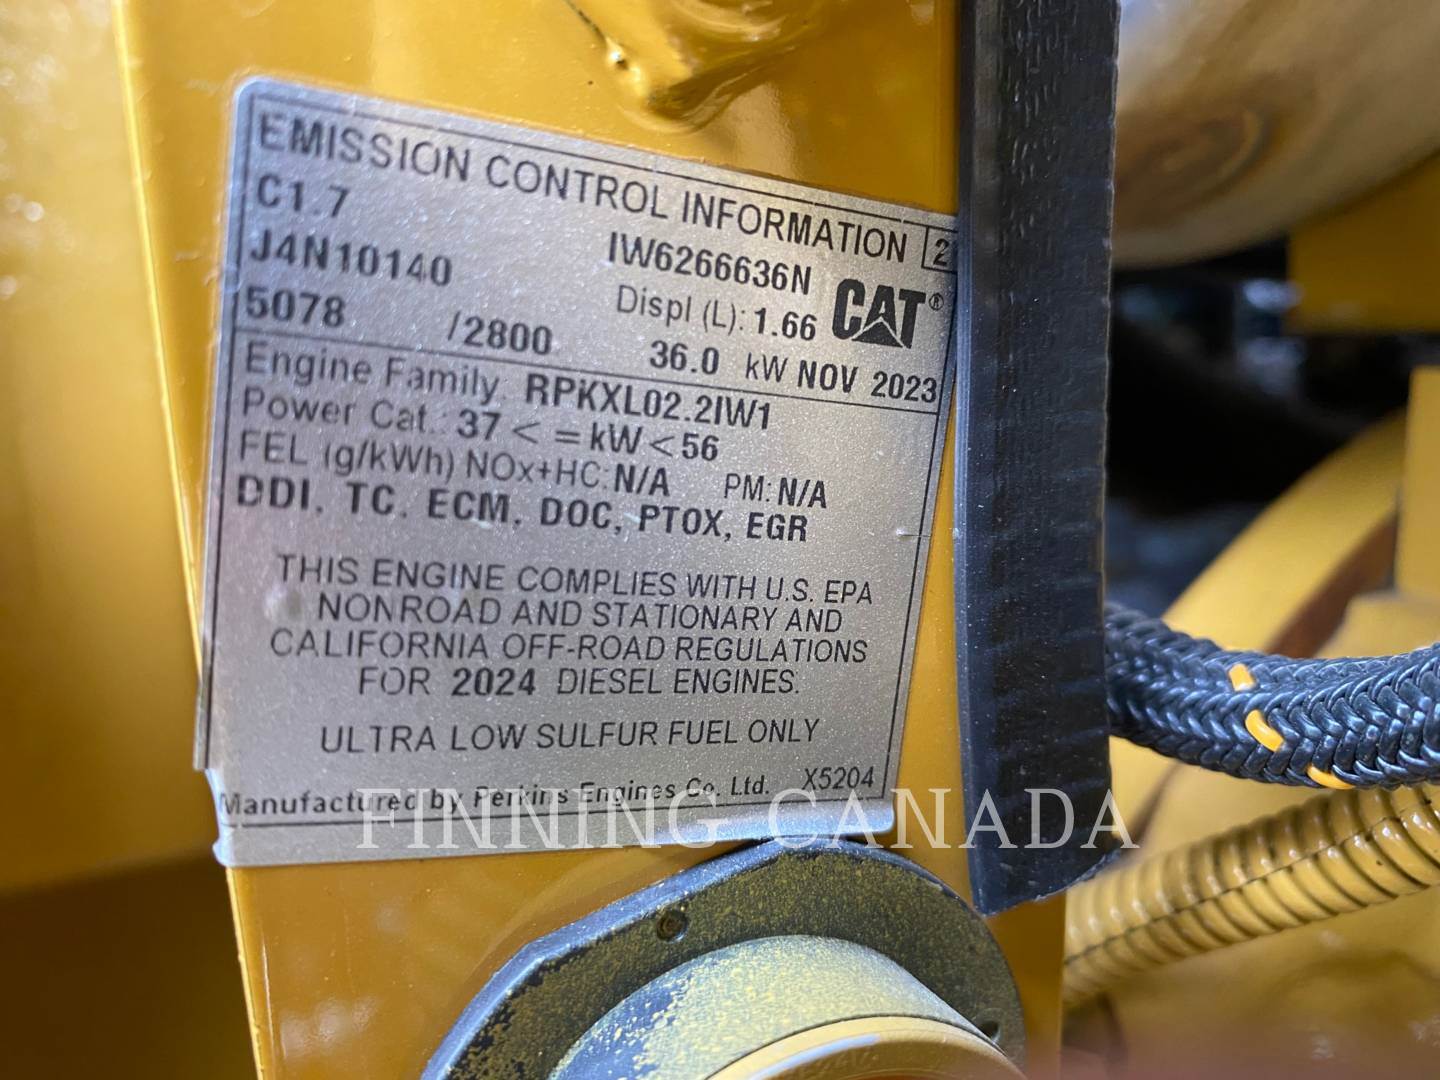 EMISSION CONTROL INFORMATION 2
C1.7 IW6266636N
J4N10140 Displ (L): 1.66 CAT®
5078 /2800 36.0 kW NOV 2023
Engine Family: RPKXL02.2IW1
Power Cat.: 37 < = kW < 56
FEL (g/kWh) NOx+HC: N/A PM: N/A
DDI, TC, ECM, DOC, PTOX, EGR
THIS ENGINE COMPLIES WITH U.S. EPA
NONROAD AND STATIONARY AND
CALIFORNIA OFF-ROAD REGULATIONS
FOR 2024 DIESEL ENGINES.
ULTRA LOW SULFUR FUEL ONLY
Manufactured by Perkins Engines Co. Ltd. X5204
FINNING CANADA